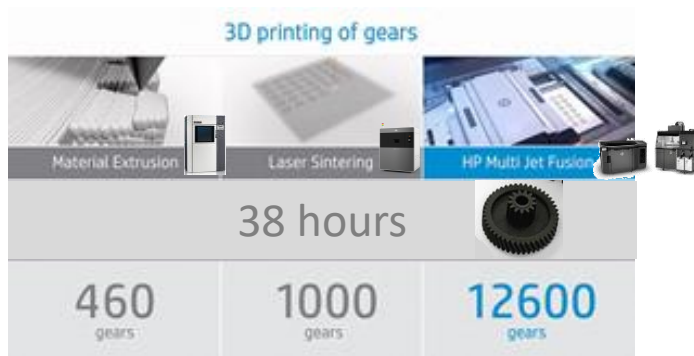 3D printing of gears
Material Extrusion
Laser Sintering
HP Multi Jet Fusion
38 hours
460
gears
1000
gears
12600
gears